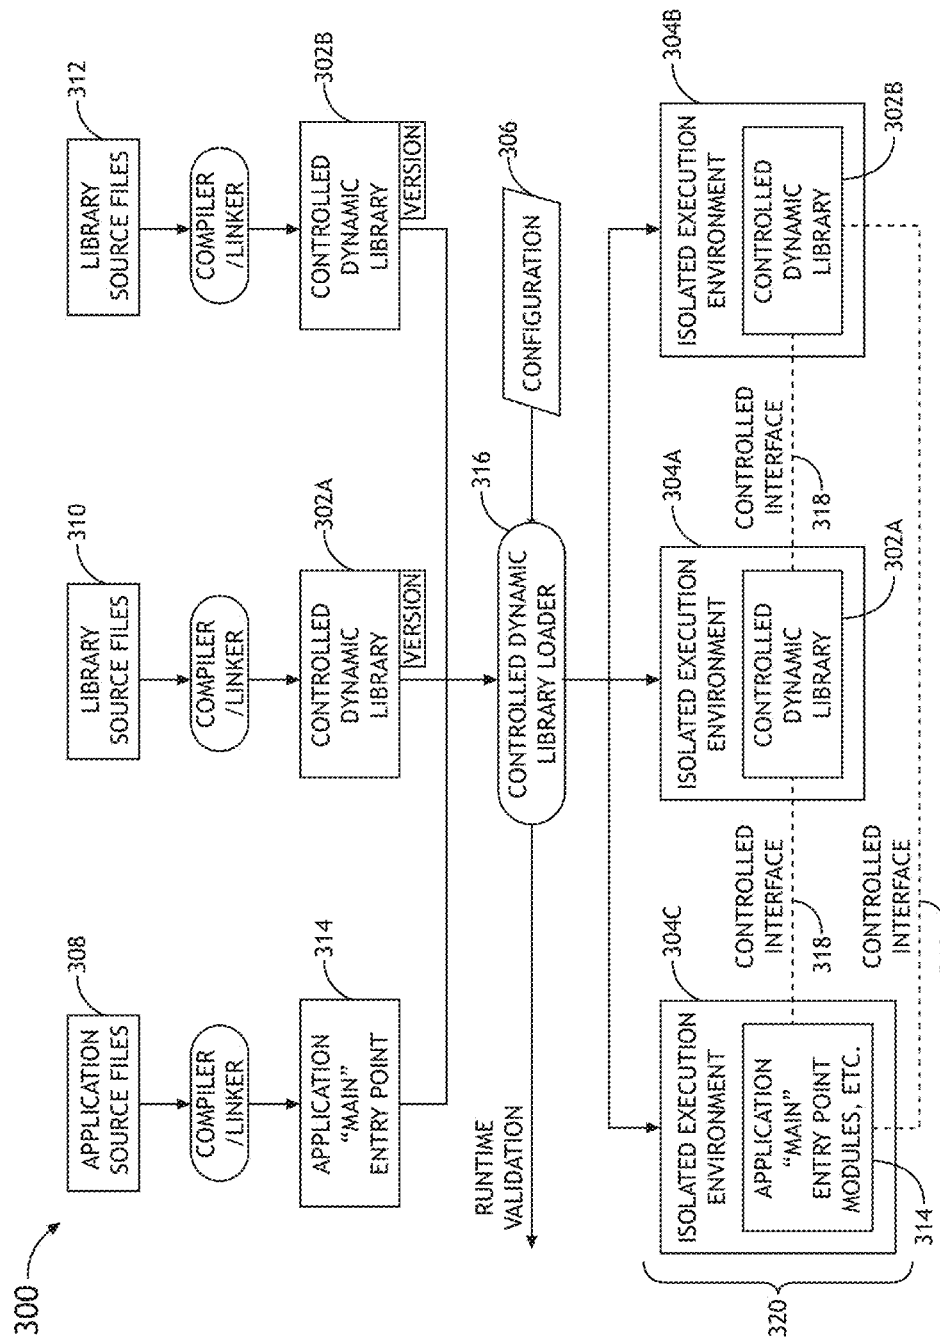 300
308
310
312
APPLICATION
SOURCE FILES
LIBRARY
SOURCE FILES
LIBRARY
SOURCE FILES
COMPILER
/LINKER
COMPILER
/LINKER
COMPILER
/LINKER
314
302A
302B
APPLICATION
“MAIN”
ENTRY POINT
CONTROLLED
DYNAMIC
LIBRARY
VERSION
CONTROLLED
DYNAMIC
LIBRARY
VERSION
RUNTIME
VALIDATION
316
CONTROLLED DYNAMIC
LIBRARY LOADER
306
CONFIGURATION
304C
304A
304B
ISOLATED EXECUTION
ENVIRONMENT
ISOLATED EXECUTION
ENVIRONMENT
ISOLATED EXECUTION
ENVIRONMENT
320
APPLICATION
“MAIN”
ENTRY POINT
MODULES, ETC.
CONTROLLED
INTERFACE
318
CONTROLLED
DYNAMIC
LIBRARY
CONTROLLED
INTERFACE
318
CONTROLLED
DYNAMIC
LIBRARY
314
CONTROLLED
INTERFACE
302A
302B